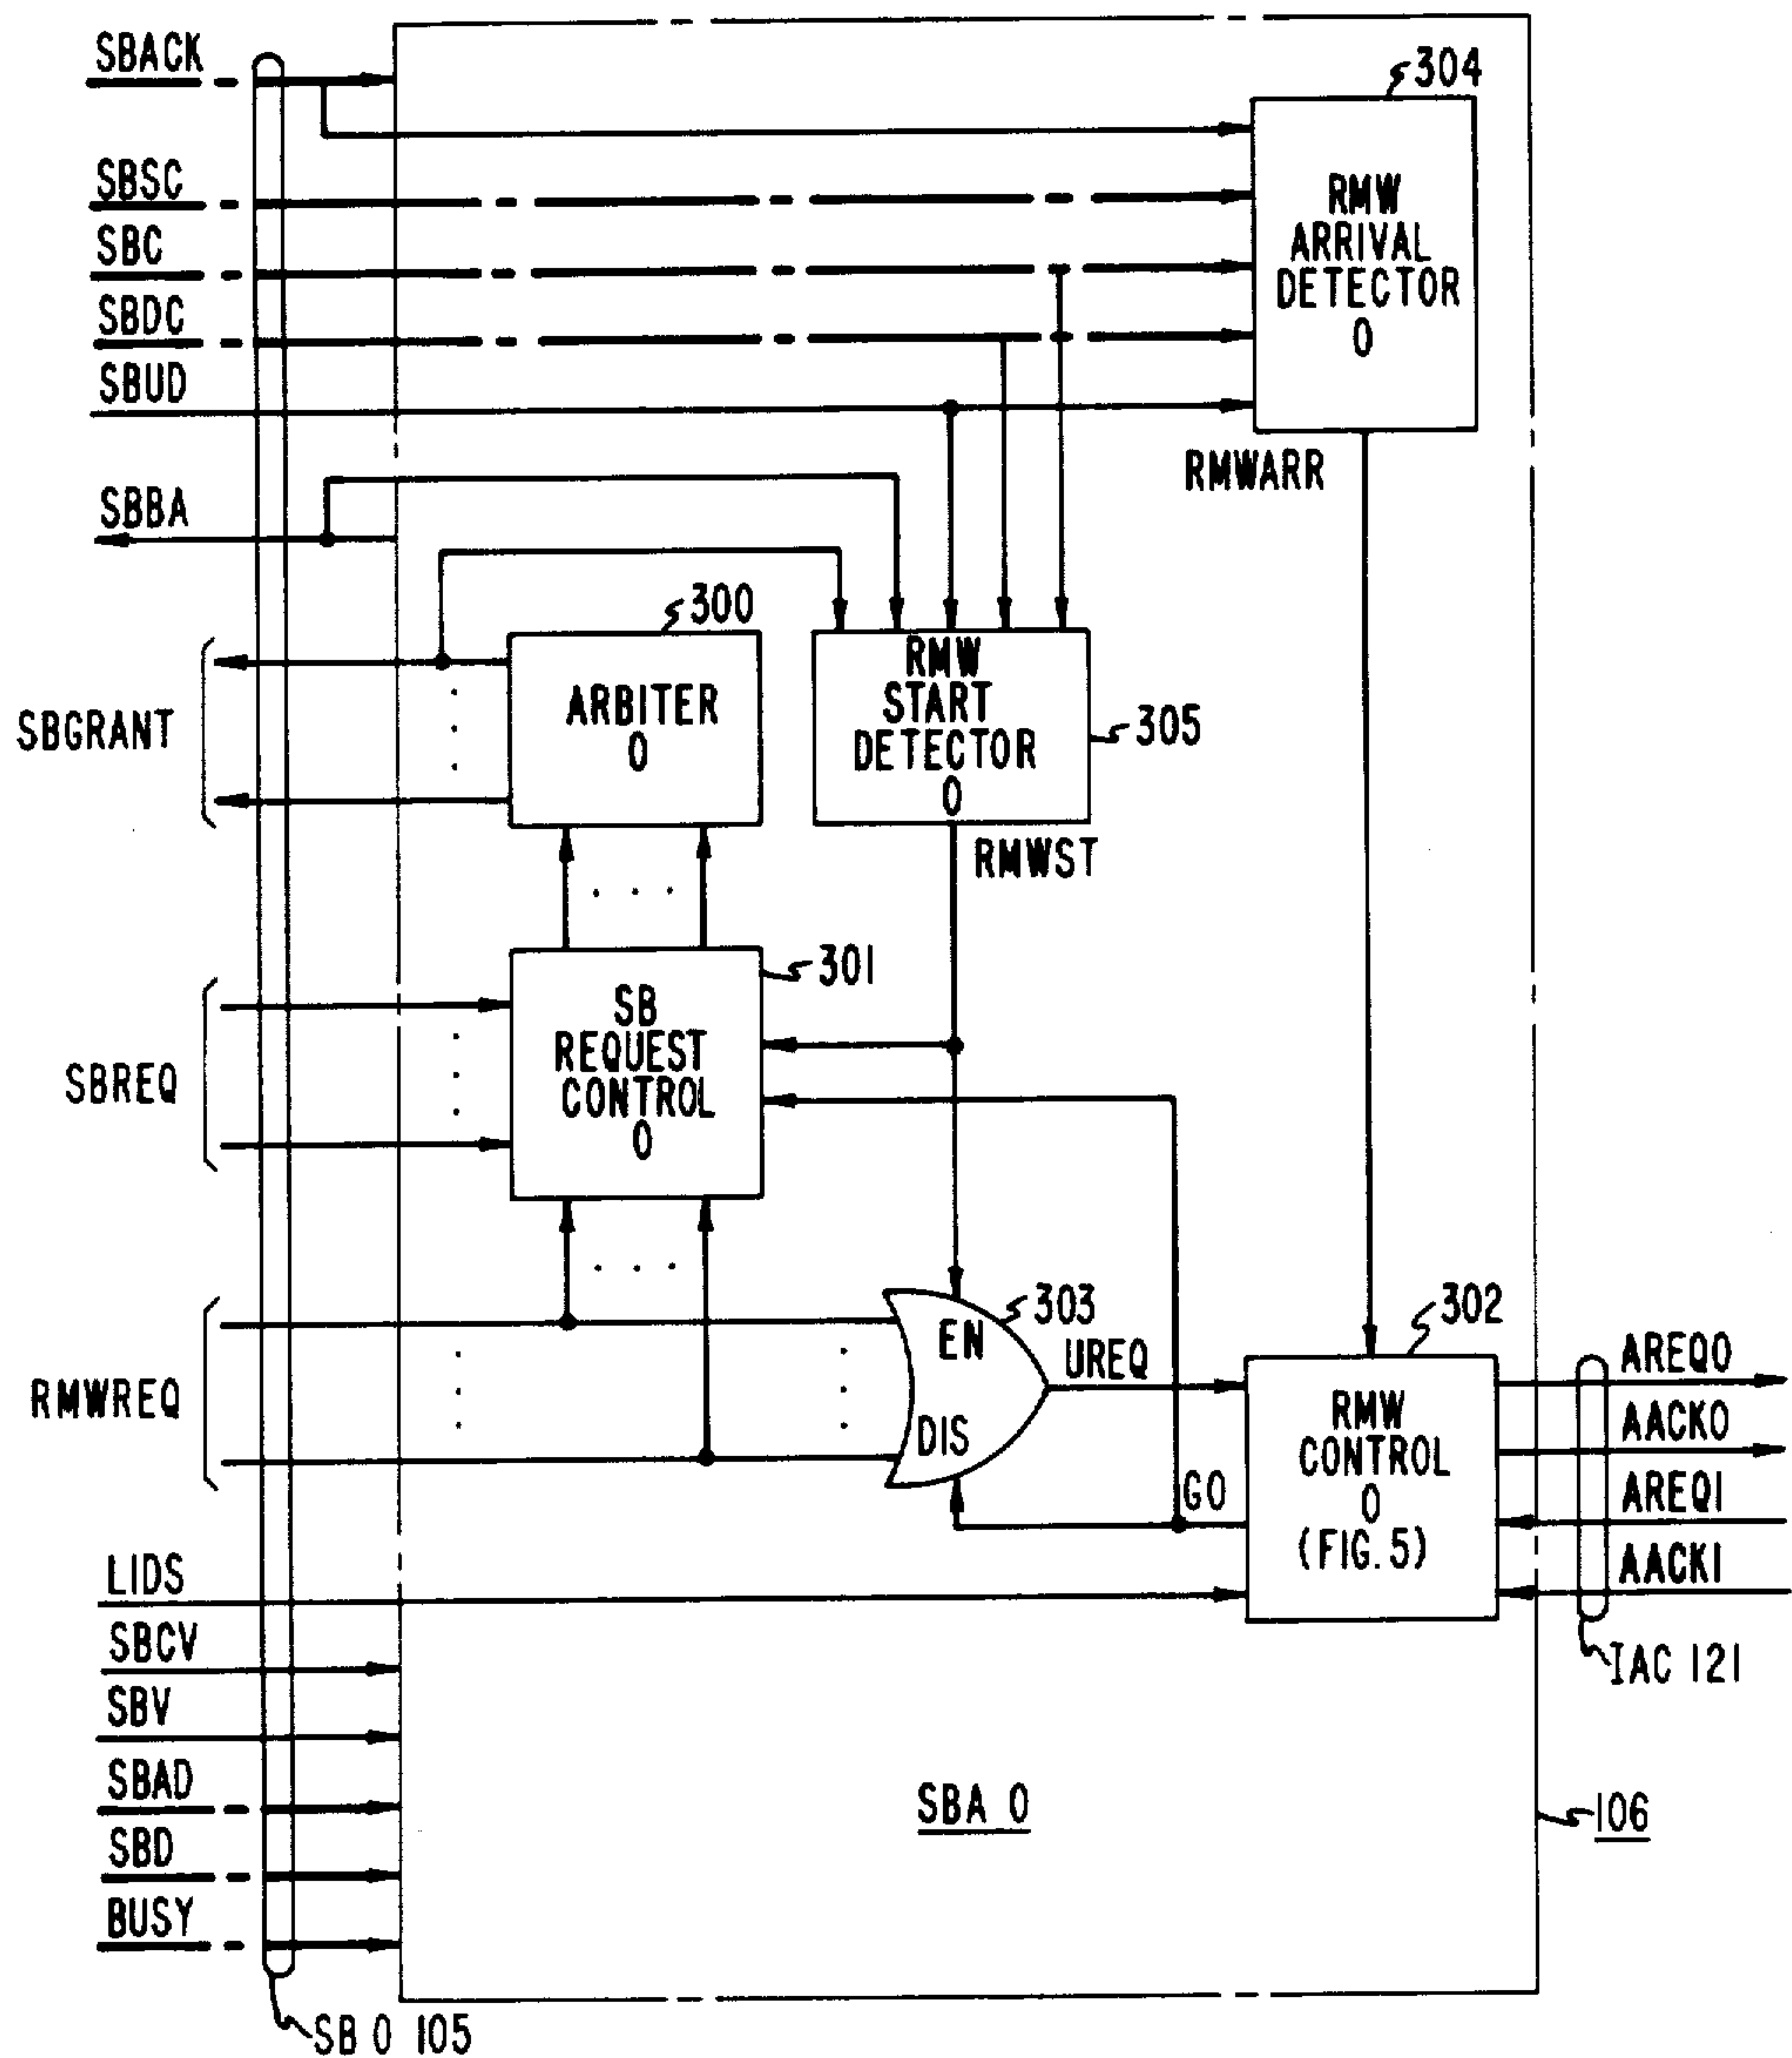 SBACK
304
SBSC
RMW
ARRIVAL
DETECTOR
0
SBC
SBDC
SBUD
RMWARR
SBBA
300
ARBITER
0
RMW
START
DETECTOR
0
305
SBGRANT
RMWST
301
SB
REQUEST
CONTROL
0
SBREQ
303
EN
DIS
UREQ
302
RMW
CONTROL
0
(FIG. 5)
AREQ0
AACK0
AREQ1
AACK1
RMWREQ
GO
LIDS
SBCV
IAC 121
SBV
SBAD
SBA 0
106
SBD
BUSY
SB 0 105